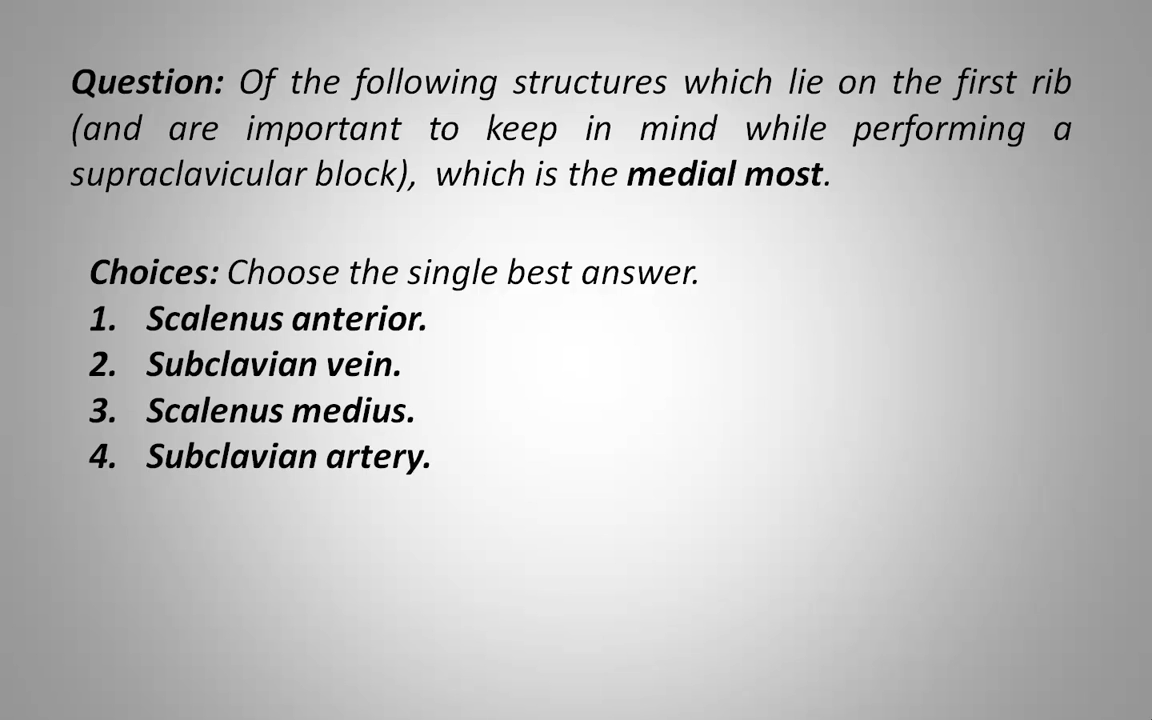 Question: Of the following structures which lie on the first rib
(and are important to keep in mind while performing a
supraclavicular block), which is the medial most.
Choices: Choose the single best answer.
1. Scalenus anterior.
2. Subclavian vein.
3. Scalenus medius.
4. Subclavian artery.